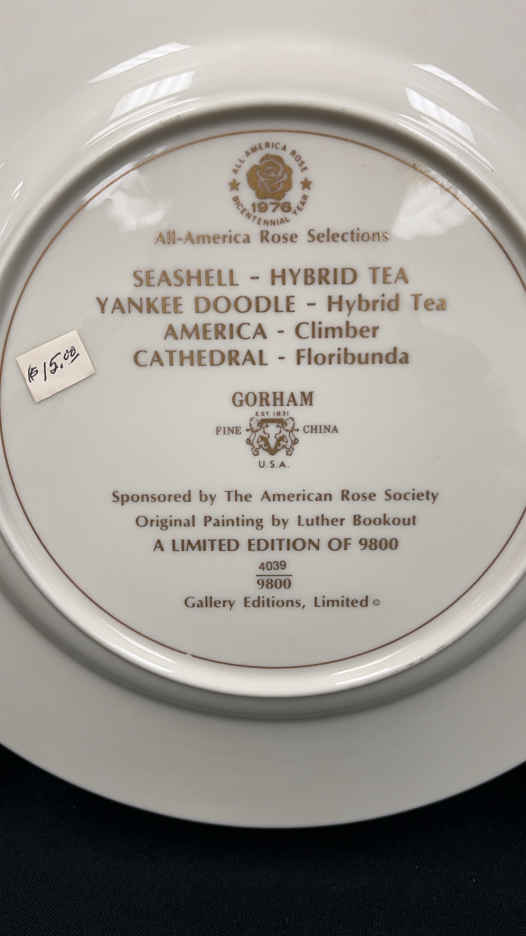 ALL-AMERICA ROSE
1976
BICENTENNIAL YEAR
All-America Rose Selections
SEASHELL - HYBRID TEA
YANKEE DOODLE - Hybrid Tea
AMERICA - Climber
CATHEDRAL - Floribunda
$15.00
GORHAM
EST 1831
FINE CHINA
U.S.A.
Sponsored by The American Rose Society
Original Painting by Luther Bookout
A LIMITED EDITION OF 9800
4039
9800
Gallery Editions, Limited ©